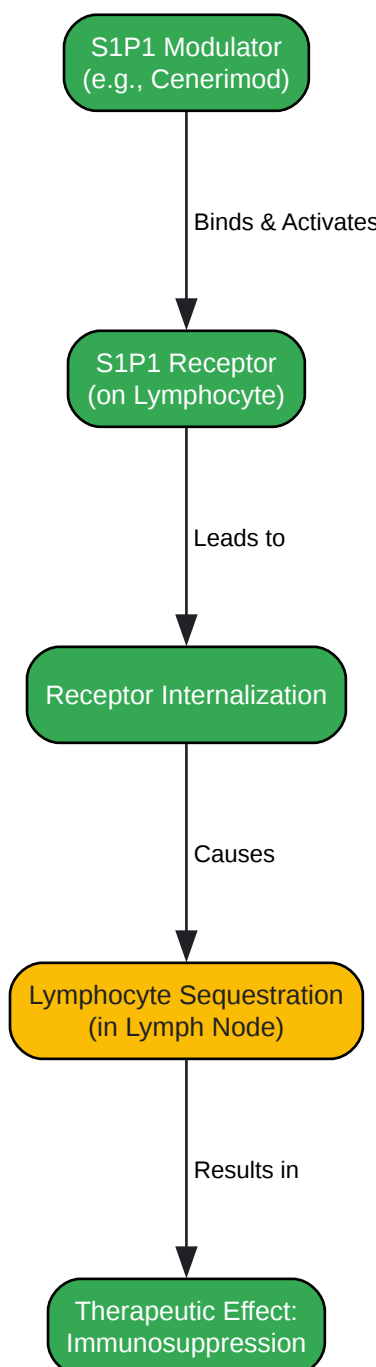 S1P1 Modulator
(e.g., Cenerimod)
Binds & Activates
S1P1 Receptor
(on Lymphocyte)
Leads to
Receptor Internalization
Causes
Lymphocyte Sequestration
(in Lymph Node)
Results in
Therapeutic Effect:
Immunosuppression